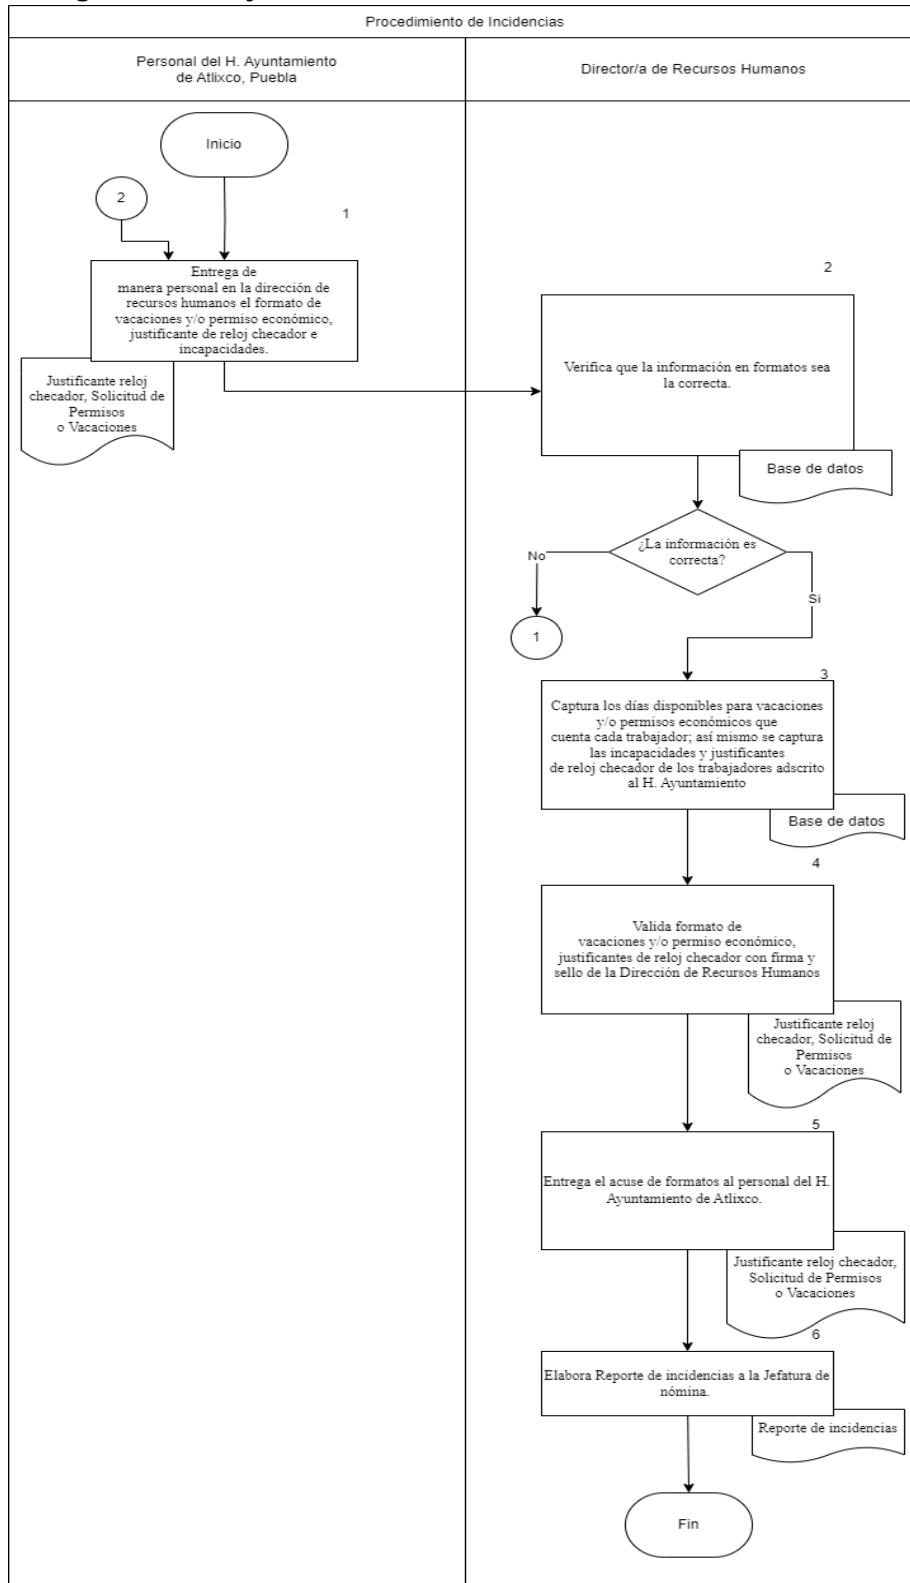 Procedimiento de Incidencias
Personal del H. Ayuntamiento
de Atlixco, Puebla
Director/a de Recursos Humanos
Inicio
2
1
Entrega de
manera personal en la dirección de
recursos humanos el formato de
vacaciones y/o permiso económico,
justificante de reloj checador e
incapacidades.
Justificante reloj
checador, Solicitud de
Permisos
o Vacaciones
2
Verifica que la información en formatos sea
la correcta.
Base de datos
¿La información es
correcta?
No
Si
1
3
Captura los días disponibles para vacaciones
y/o permisos económicos que
cuenta cada trabajador; así mismo se captura
las incapacidades y justificantes
de reloj checador de los trabajadores adscrito
al H. Ayuntamiento
Base de datos
4
Valida formato de
vacaciones y/o permiso económico,
justificantes de reloj checador con firma y
sello de la Dirección de Recursos Humanos
Justificante reloj
checador, Solicitud de
Permisos
o Vacaciones
5
Entrega el acuse de formatos al personal del H.
Ayuntamiento de Atlixco.
Justificante reloj checador,
Solicitud de Permisos
o Vacaciones
6
Elabora Reporte de incidencias a la Jefatura de
nómina.
Reporte de incidencias
Fin